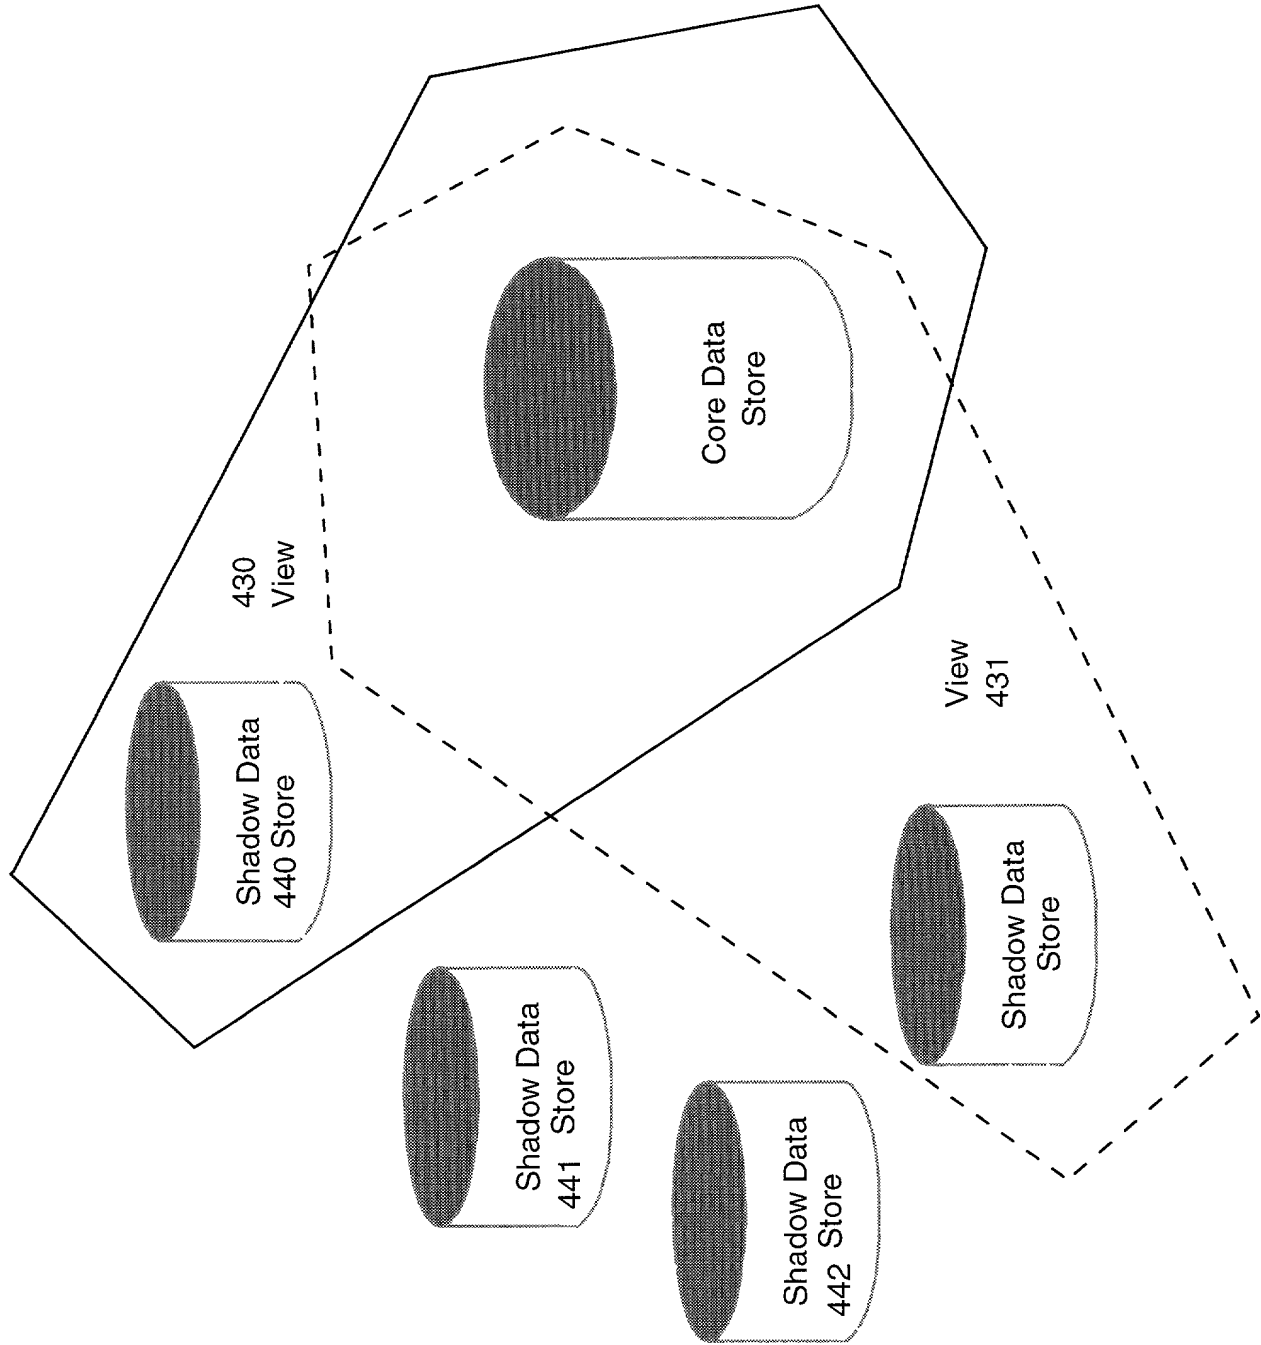 430
View
Shadow Data
440 Store
Core Data
Store
Shadow Data
441 Store
View
431
Shadow Data
442 Store
Shadow Data
Store